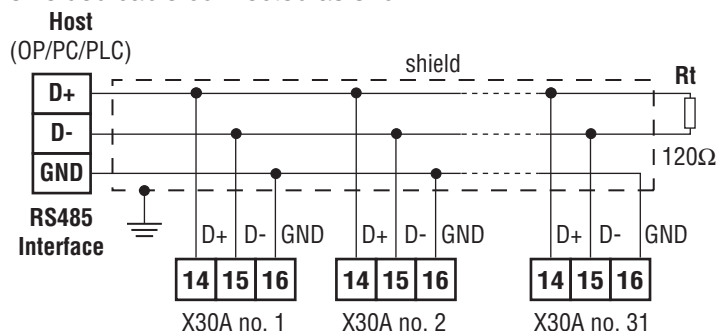 Host
(OP/PC/PLC)
shield
Rt
D+
D-
GND
120Ω
RS485
Interface
D+ D- GND
D+ D- GND
D+ D- GND
14 15 16
14 15 16
14 15 16
X30A no. 1
X30A no. 2
X30A no. 31